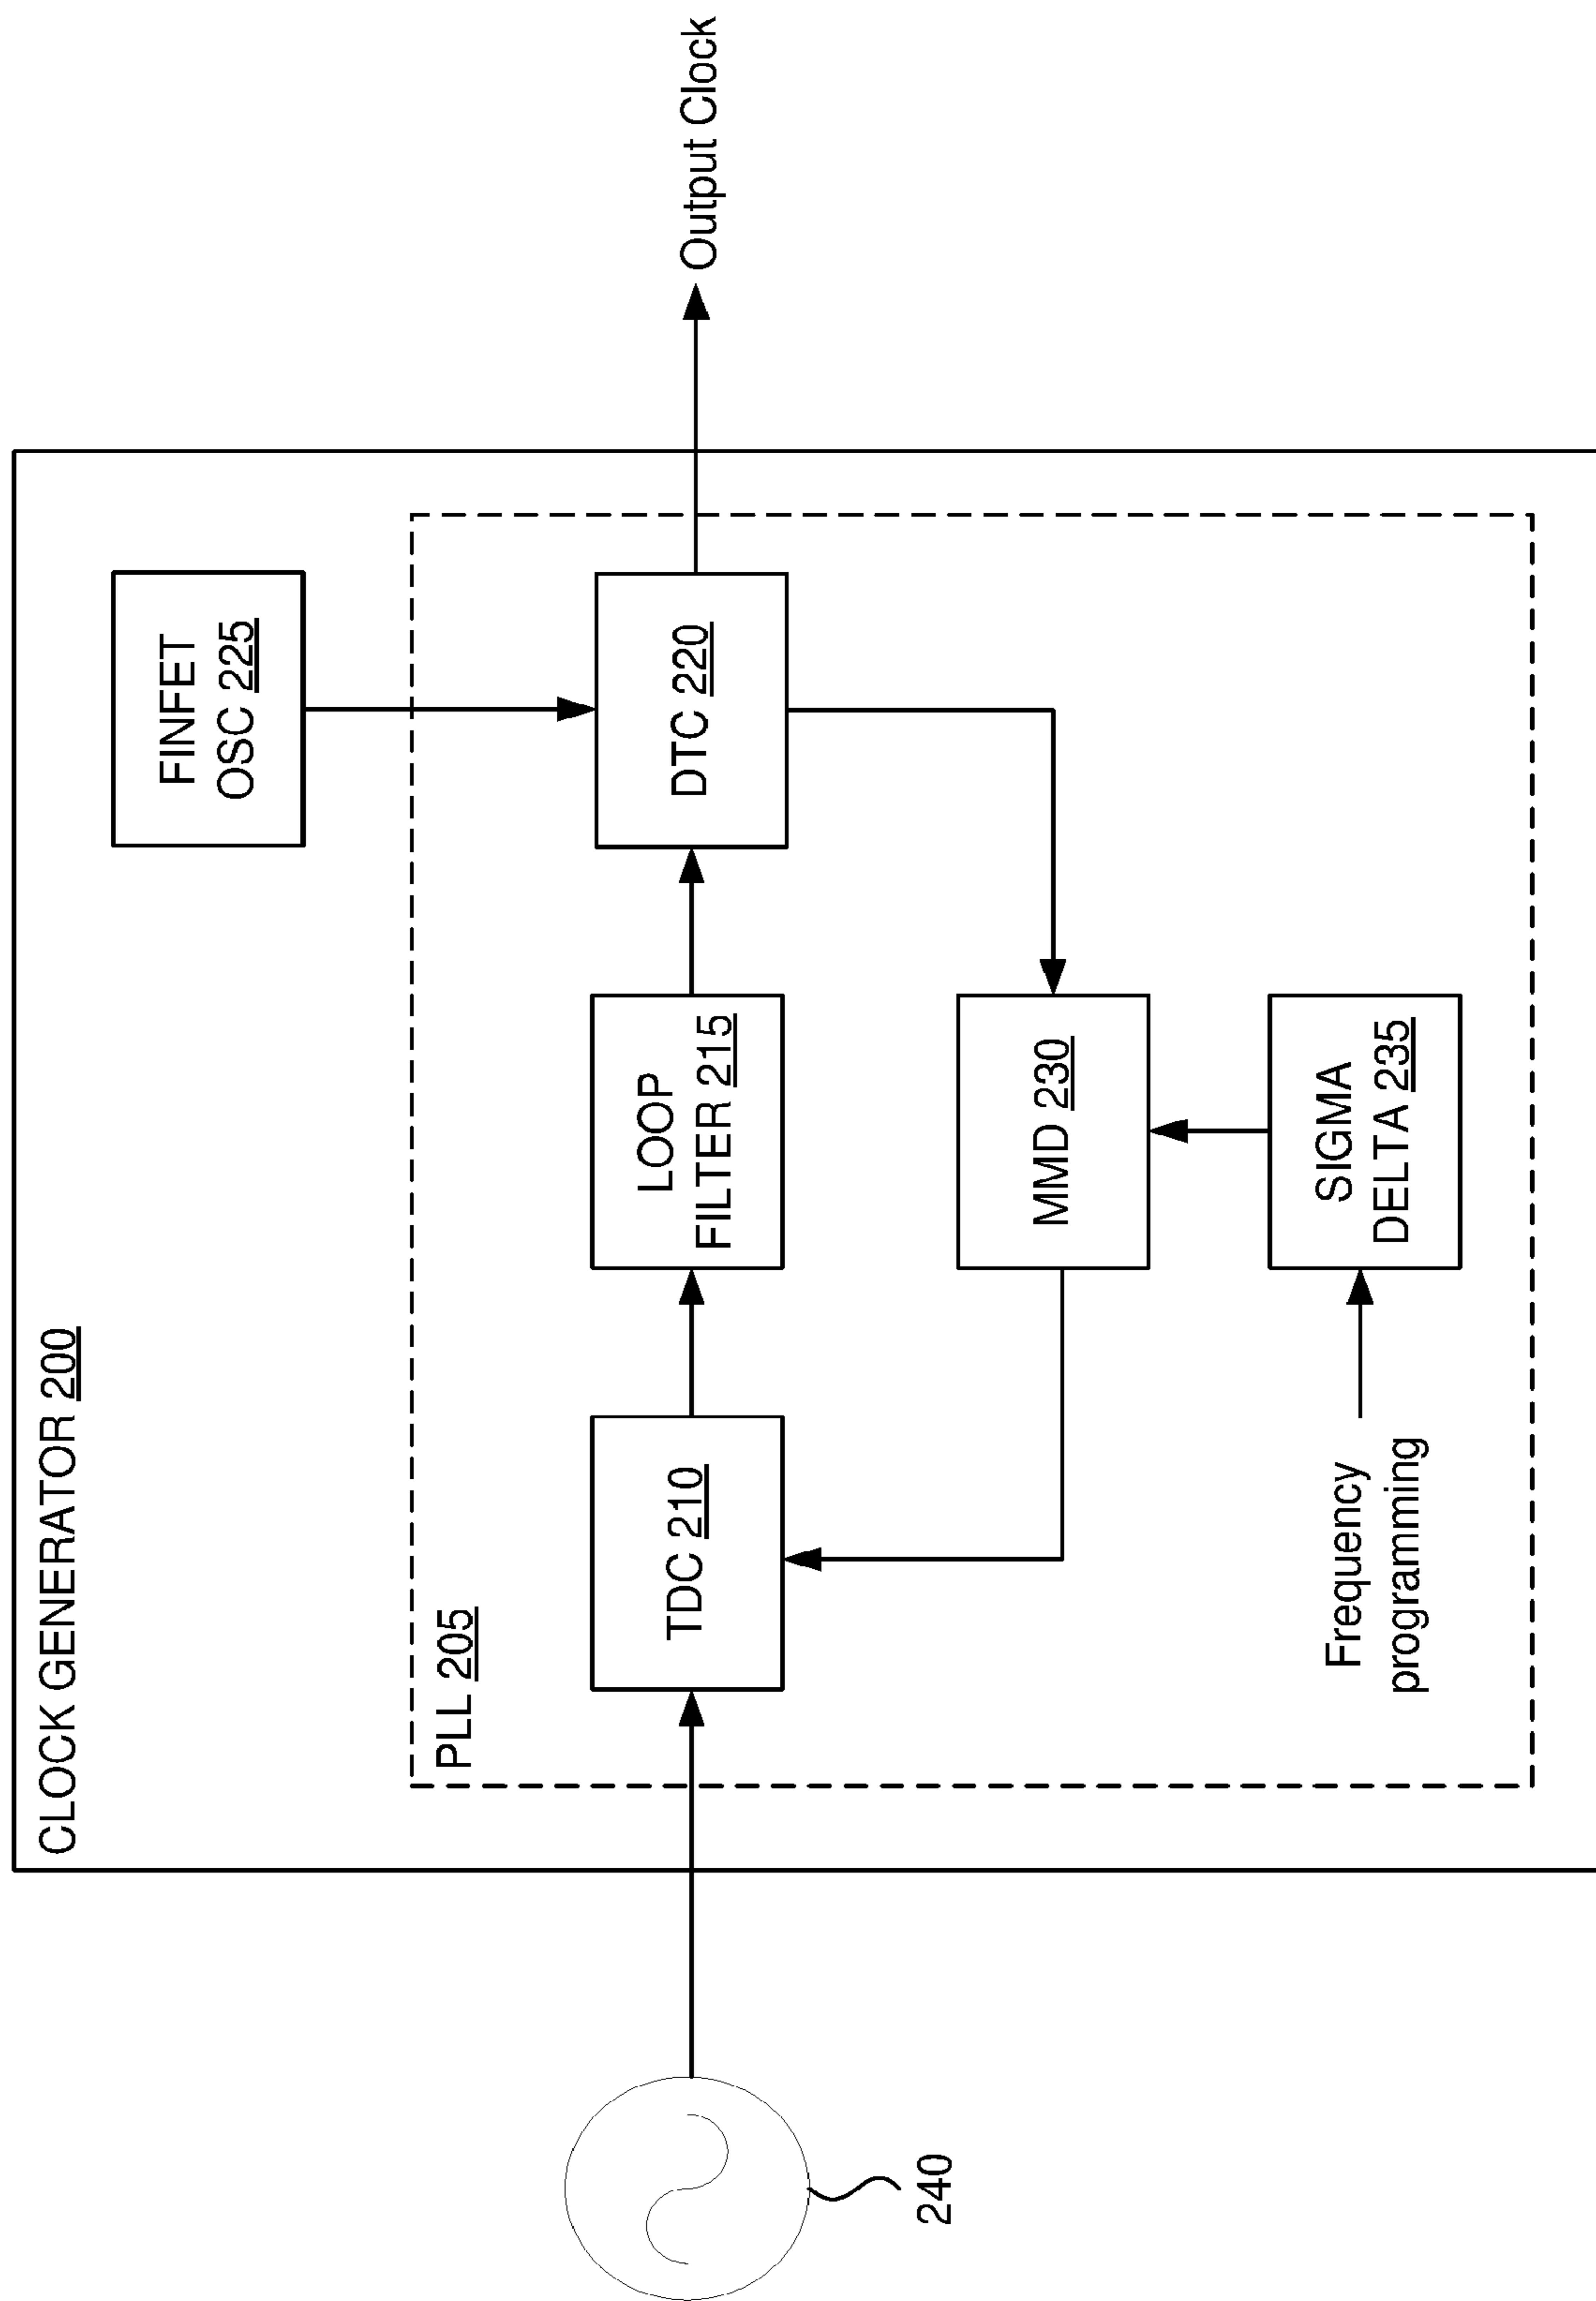 CLOCK GENERATOR 200
FINFET
OSC 225
PLL 205
TDC 210
LOOP
FILTER 215
DTC 220
Output Clock
240
MMD 230
Frequency
programming
SIGMA
DELTA 235